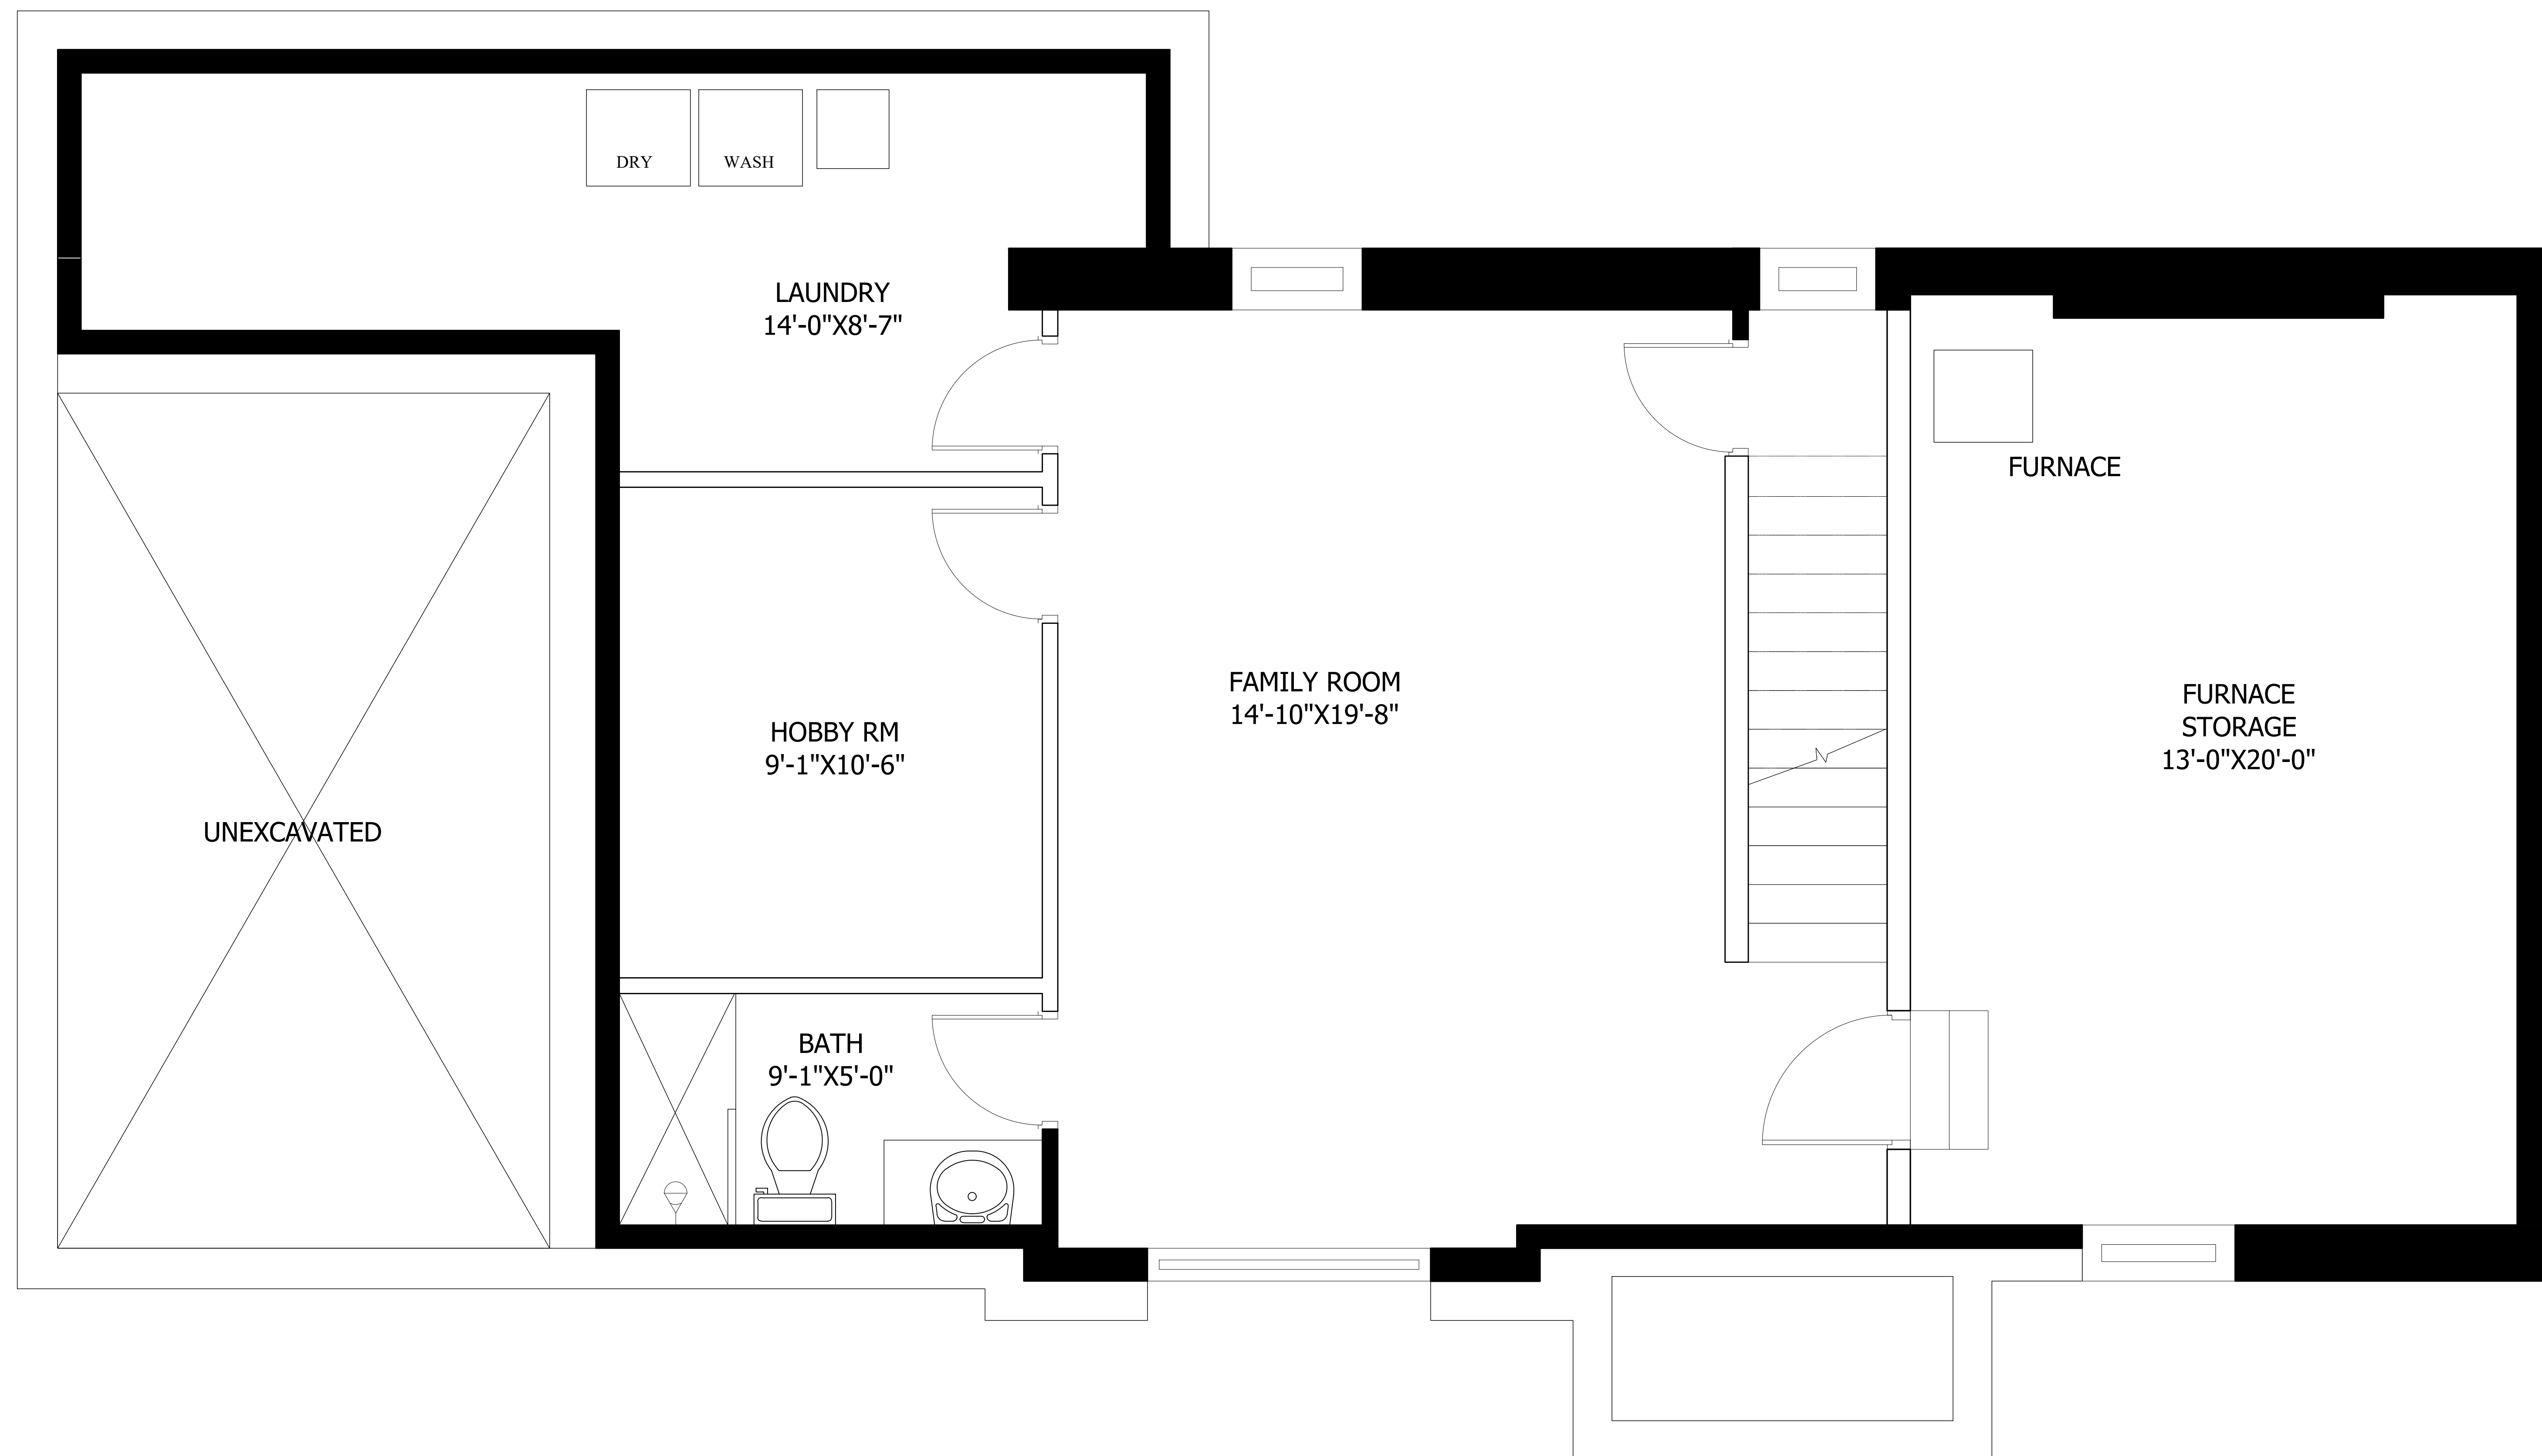 DRY
WASH
LAUNDRY
14'-0"X8'-7"
FURNACE
FAMILY ROOM
14'-10"X19'-8"
FURNACE
STORAGE
13'-0"X20'-0"
HOBBY RM
9'-1"X10'-6"
UNEXCAVATED
BATH
9'-1"X5'-0"